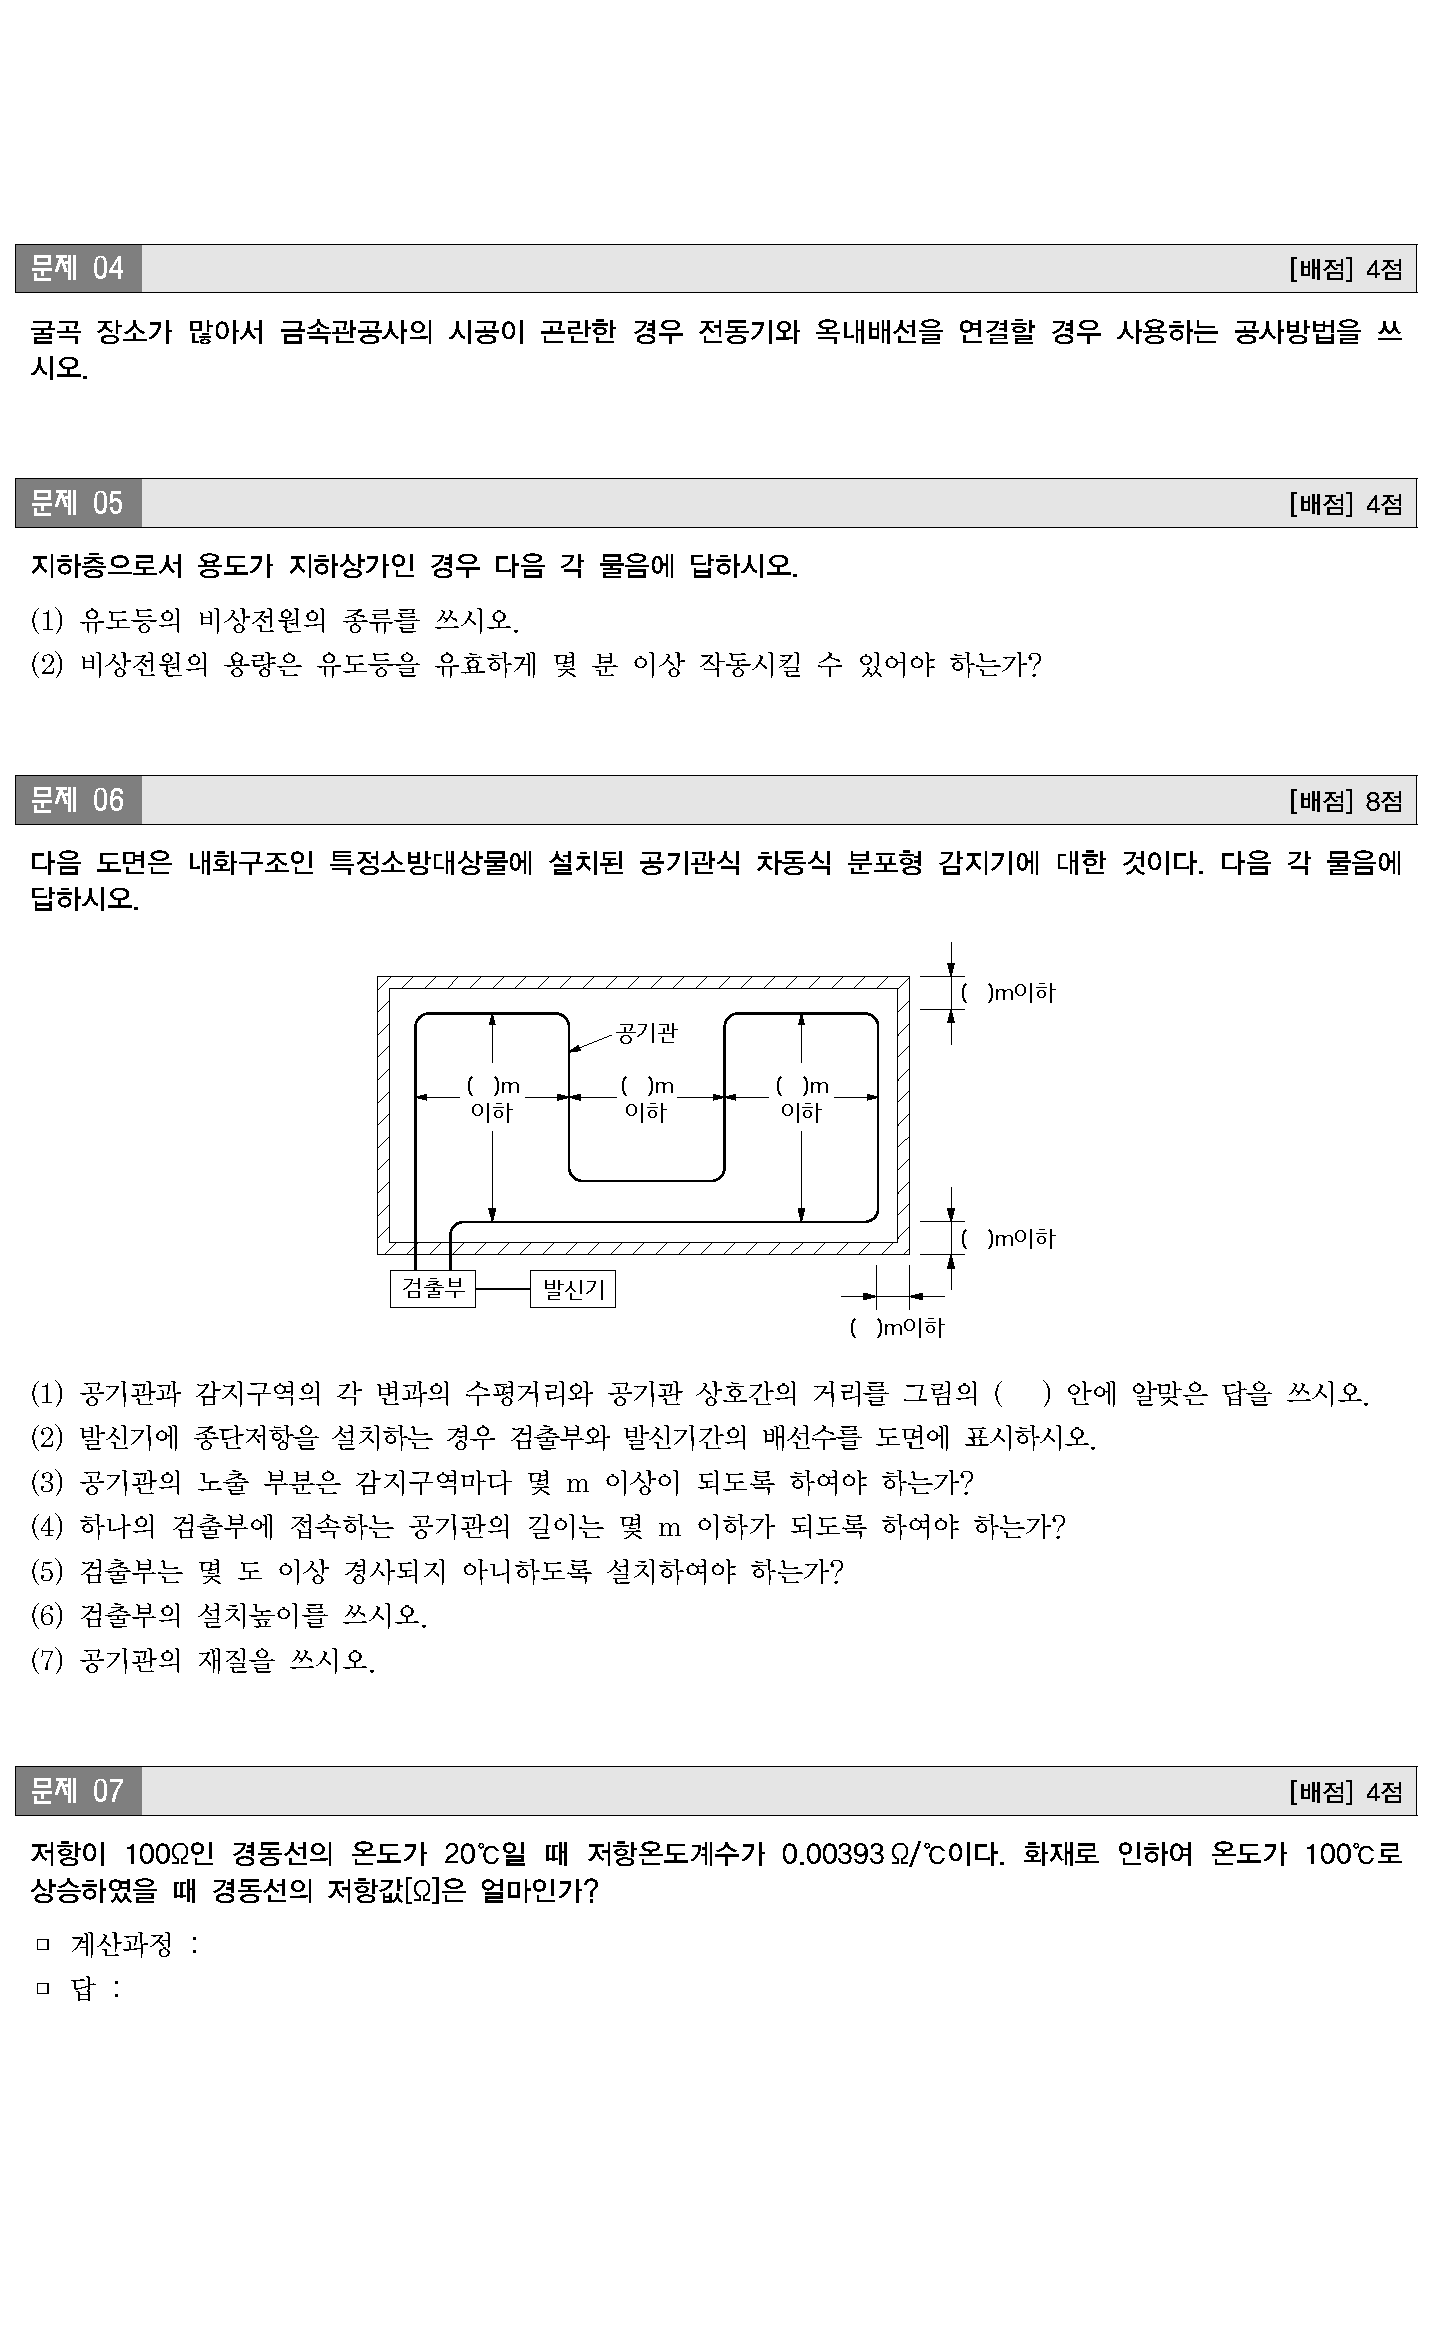 문제 04
[배점] 4점
굴곡 장소가 많아서 금속관공사의 시공이 곤란한 경우 전동기와 옥내배선을 연결할 경우 사용하는 공사방법을 쓰
시오.
문제 05
[배점] 4점
지하층으로서 용도가 지하상가인 경우 다음 각 물음에 답하시오.
(1) 유도등의 비상전원의 종류를 쓰시오.
(2) 비상전원의 용량은 유도등을 유효하게 몇 분 이상 작동시킬 수 있어야 하는가?
문제 06
[배점] 8점
다음 도면은 내화구조인 특정소방대상물에 설치된 공기관식 차동식 분포형 감지기에 대한 것이다. 다음 각 물음에
답하시오.
( )m이하
공기관
( )m
이하
( )m
이하
( )m
이하
( )m이하
검출부
발신기
( )m이하
(1) 공기관과 감지구역의 각 변과의 수평거리와 공기관 상호간의 거리를 그림의 ( ) 안에 알맞은 답을 쓰시오.
(2) 발신기에 종단저항을 설치하는 경우 검출부와 발신기간의 배선수를 도면에 표시하시오.
(3) 공기관의 노출 부분은 감지구역마다 몇 m 이상이 되도록 하여야 하는가?
(4) 하나의 검출부에 접속하는 공기관의 길이는 몇 m 이하가 되도록 하여야 하는가?
(5) 검출부는 몇 도 이상 경사되지 아니하도록 설치하여야 하는가?
(6) 검출부의 설치높이를 쓰시오.
(7) 공기관의 재질을 쓰시오.
문제 07
[배점] 4점
저항이 100Ω인 경동선의 온도가 20℃일 때 저항온도계수가 0.00393Ω/℃이다. 화재로 인하여 온도가 100℃로
상승하였을 때 경동선의 저항값[Ω]은 얼마인가?
▫ 계산과정 :
▫ 답 :